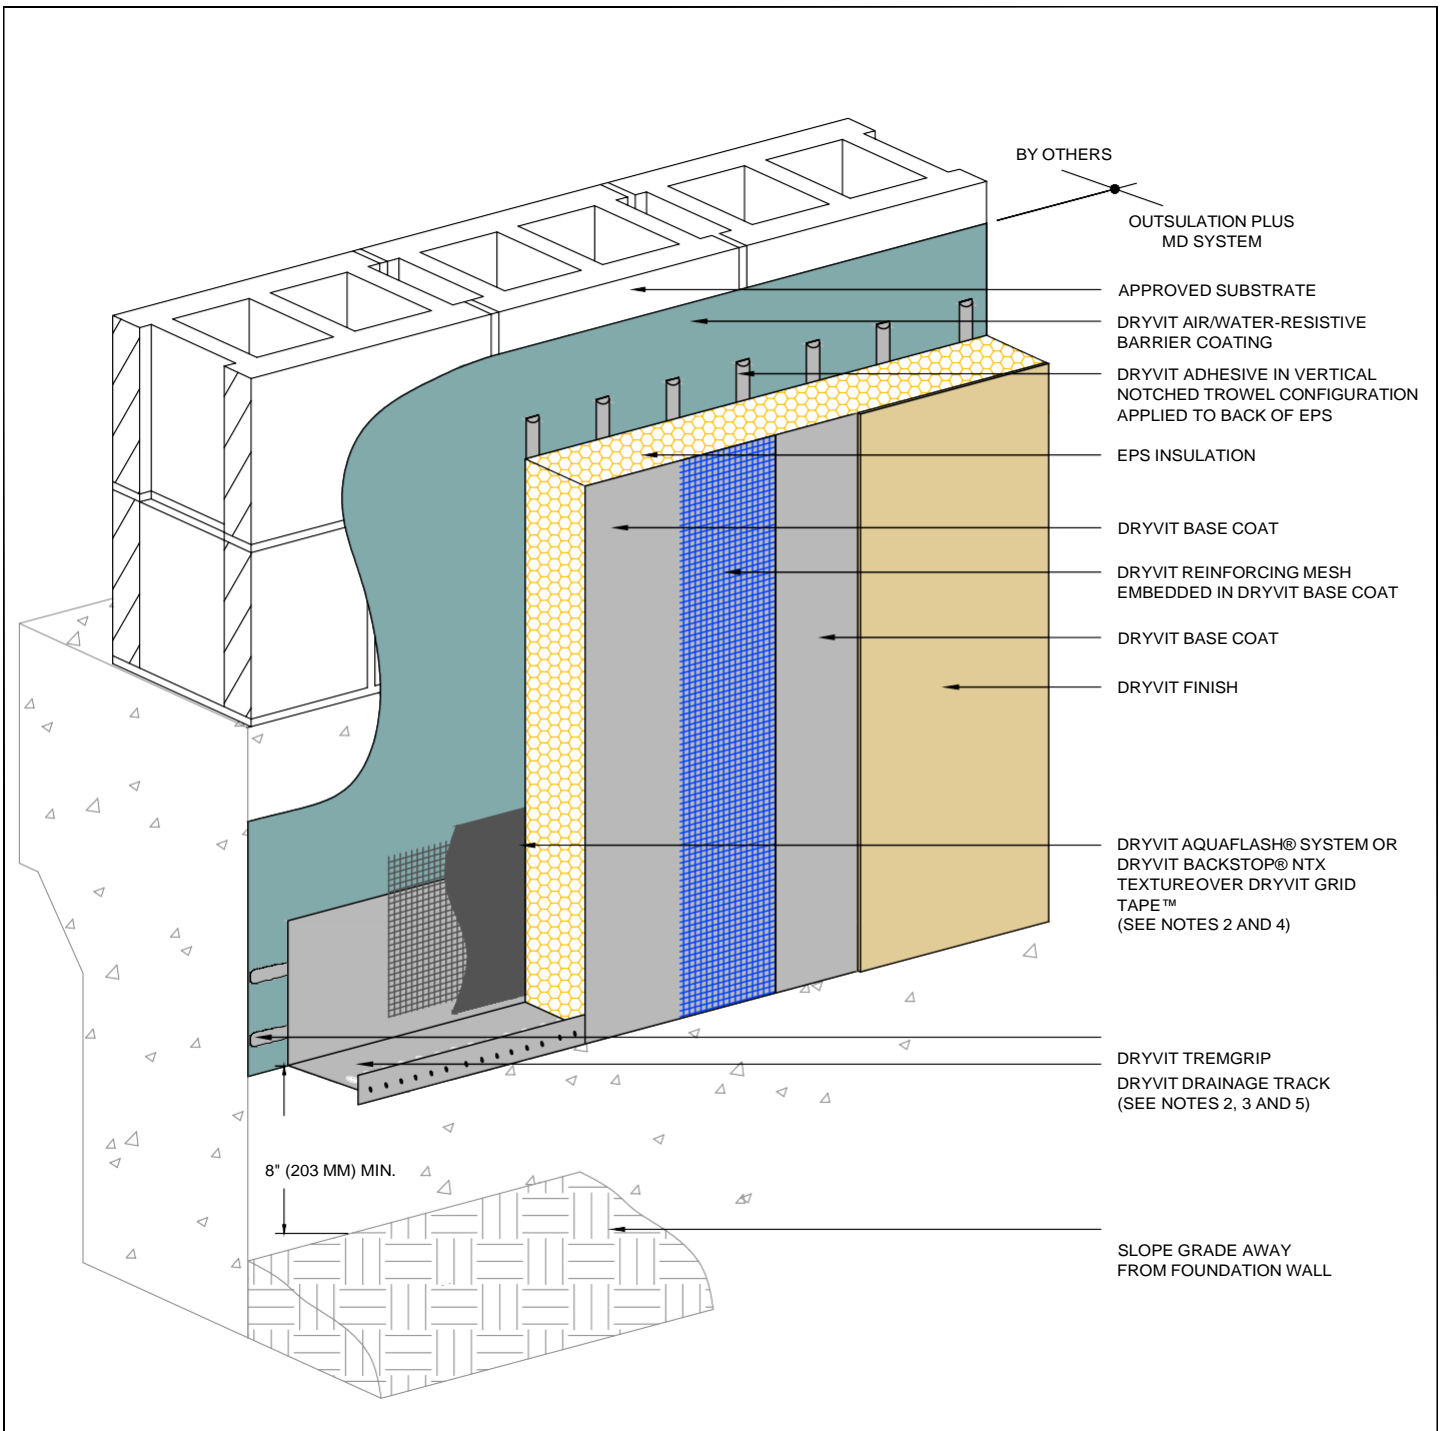 BY OTHERS
OUTSULATION PLUS
MD SYSTEM
APPROVED SUBSTRATE
DRYVIT AIR/WATER-RESISTIVE
BARRIER COATING
DRYVIT ADHESIVE IN VERTICAL
NOTCHED TROWEL CONFIGURATION
APPLIED TO BACK OF EPS
EPS INSULATION
DRYVIT BASE COAT
DRYVIT REINFORCING MESH
EMBEDDED IN DRYVIT BASE COAT
DRYVIT BASE COAT
DRYVIT FINISH
DRYVIT AQUAFLASH® SYSTEM OR
DRYVIT BACKSTOP® NTX
TEXTUREOVER DRYVIT GRID
TAPE™
(SEE NOTES 2 AND 4)
DRYVIT TREMGRIP
DRYVIT DRAINAGE TRACK
(SEE NOTES 2, 3 AND 5)
8" (203 MM) MIN.
SLOPE GRADE AWAY
FROM FOUNDATION WALL